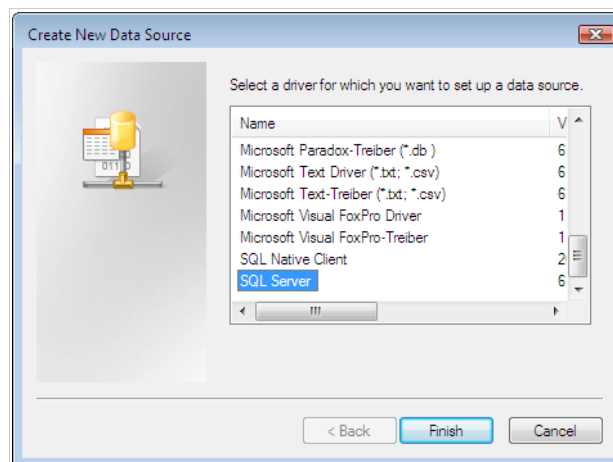 Create New Data Source
Select a driver for which you want to set up a data source.
Name V
Microsoft Paradox-Treiber (*.db ) 6
Microsoft Text Driver (*.txt; *.csv) 6
Microsoft Text-Treiber (*.txt; *.csv) 6
Microsoft Visual FoxPro Driver 1
Microsoft Visual FoxPro-Treiber 1
SQL Native Client 2
SQL Server 6
< Back Finish Cancel